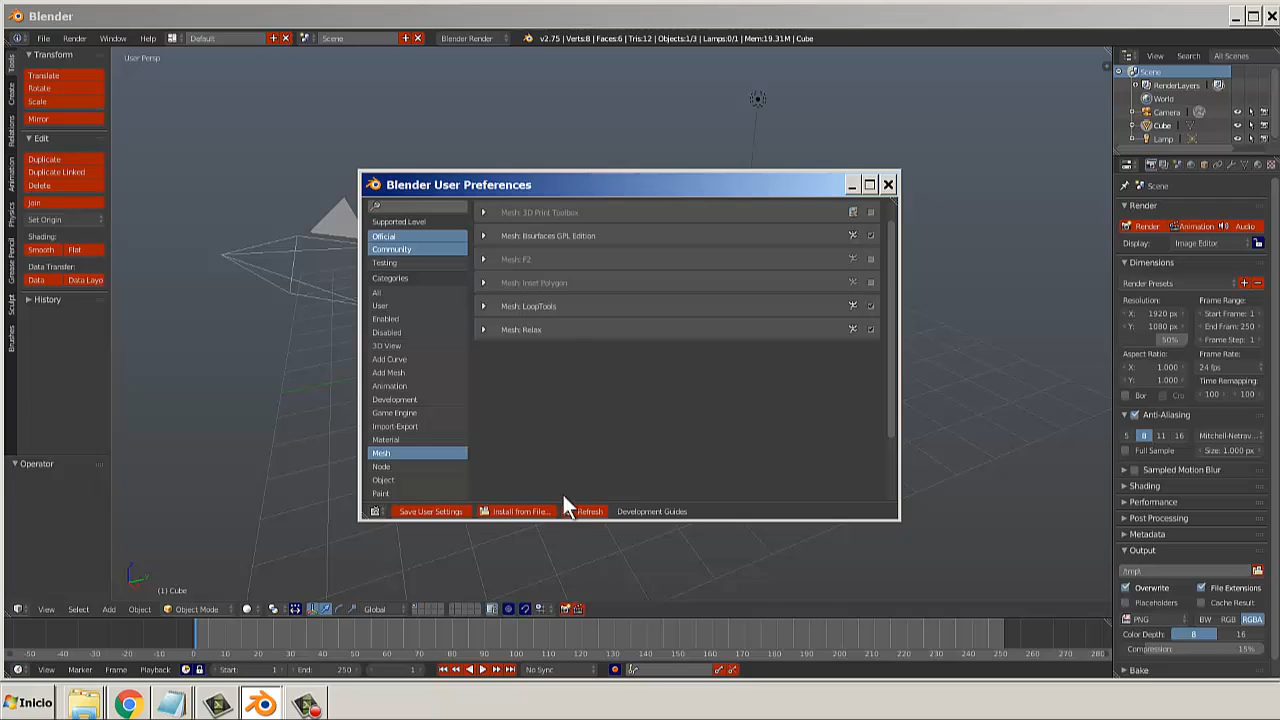 Blender
File Render Window Help Default Scene Blender Render v2.75 | Verts:8 | Faces:6 | Tris:12 | Objects:1/3 | Lamps:0/1 | Mem:19.31M | Cube
Tools
Create
Relations
Animation
Physics
Grease Pencil
Sculpt
Brushes
Transform
Translate
Rotate
Scale
Mirror
Edit
Duplicate
Duplicate Linked
Delete
Join
Set Origin
Shading:
Smooth Flat
Data Transfer:
Data Data Layo
History
Operator
User Persp
(1) Cube
Blender User Preferences
Supported Level
Official
Community
Testing
Categories
All
User
Enabled
Disabled
3D View
Add Curve
Add Mesh
Animation
Development
Game Engine
Import-Export
Material
Mesh
Node
Object
Paint
Mesh: 3D Print Toolbox
Mesh: Bsurfaces GPL Edition
Mesh: F2
Mesh: Inset Polygon
Mesh: LoopTools
Mesh: Relax
Save User Settings Install from File... Refresh Development Guides
View Search All Scenes
Scene
RenderLayers
World
Camera
Cube
Lamp
Scene
Render
Render Animation Audio
Display: Image Editor
Dimensions
Render Presets
Resolution: Frame Range:
X: 1920 px Start Frame: 1
Y: 1080 px End Fram: 250
50% Frame Step: 1
Aspect Ratio: Frame Rate:
X: 1.000 24 fps
Y: 1.000 Time Remapping:
Bor Cro 100 100
Anti-Aliasing
5 8 11 16 Mitchell-Netrav...
Full Sample Size: 1.000 px
Sampled Motion Blur
Shading
Performance
Post Processing
Metadata
Output
/tmp\
Overwrite File Extensions
Placeholders Cache Result
PNG BW RGB RGBA
Color Depth: 8 16
Compression: 15%
Bake
View Select Add Object Object Mode Global
-50 -40 -30 -20 -10 0 10 20 30 40 50 60 70 80 90 100 110 120 130 140 150 160 170 180 190 200 210 220 230 240 250 260 270 280
View Marker Frame Playback Start: 1 End: 250 1 No Sync
Inicio